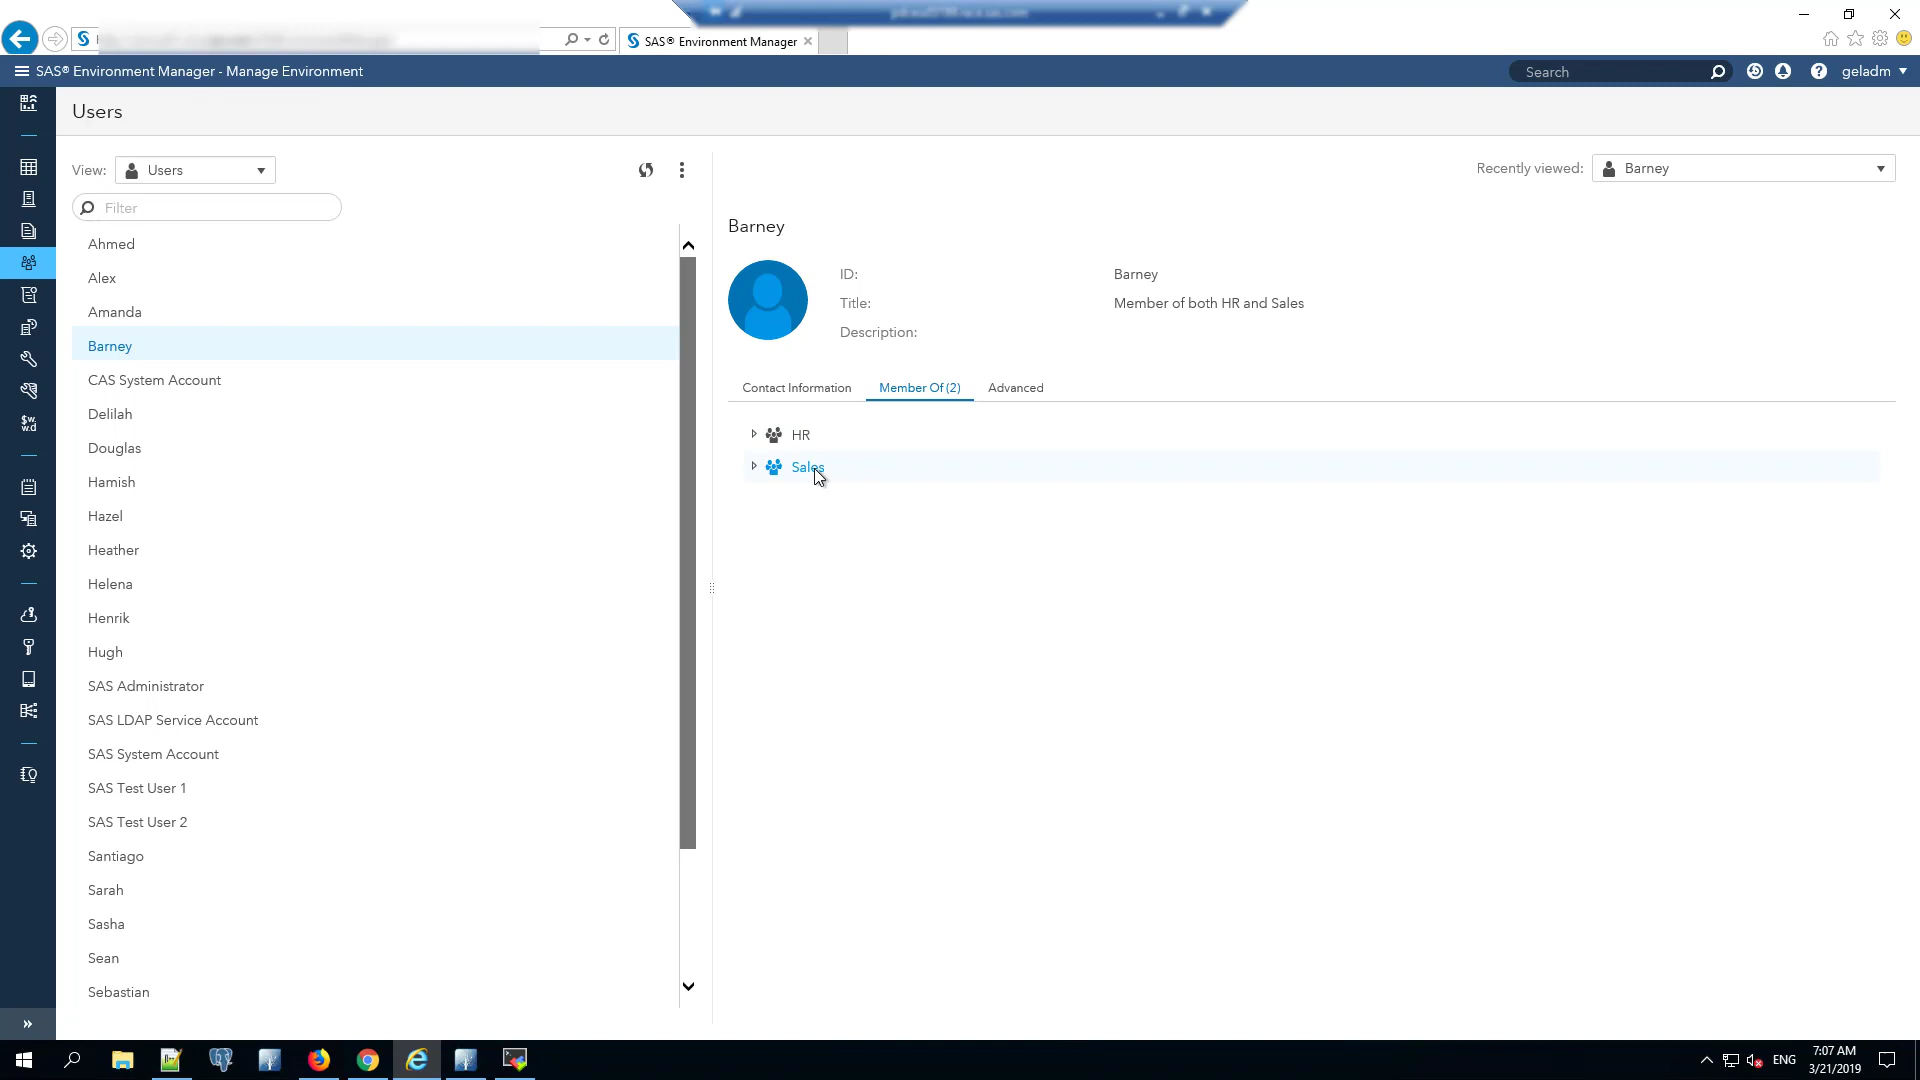 SAS® Environment Manager
SAS® Environment Manager - Manage Environment
Search
geladm
Users
View: Users
Recently viewed: Barney
Filter
Ahmed
Alex
Amanda
Barney
CAS System Account
Delilah
Douglas
Hamish
Hazel
Heather
Helena
Henrik
Hugh
SAS Administrator
SAS LDAP Service Account
SAS System Account
SAS Test User 1
SAS Test User 2
Santiago
Sarah
Sasha
Sean
Sebastian
Barney
ID: Barney
Title: Member of both HR and Sales
Description:
Contact Information Member Of (2) Advanced
HR
Sales
$w.
w.d
ENG
7:07 AM
3/21/2019